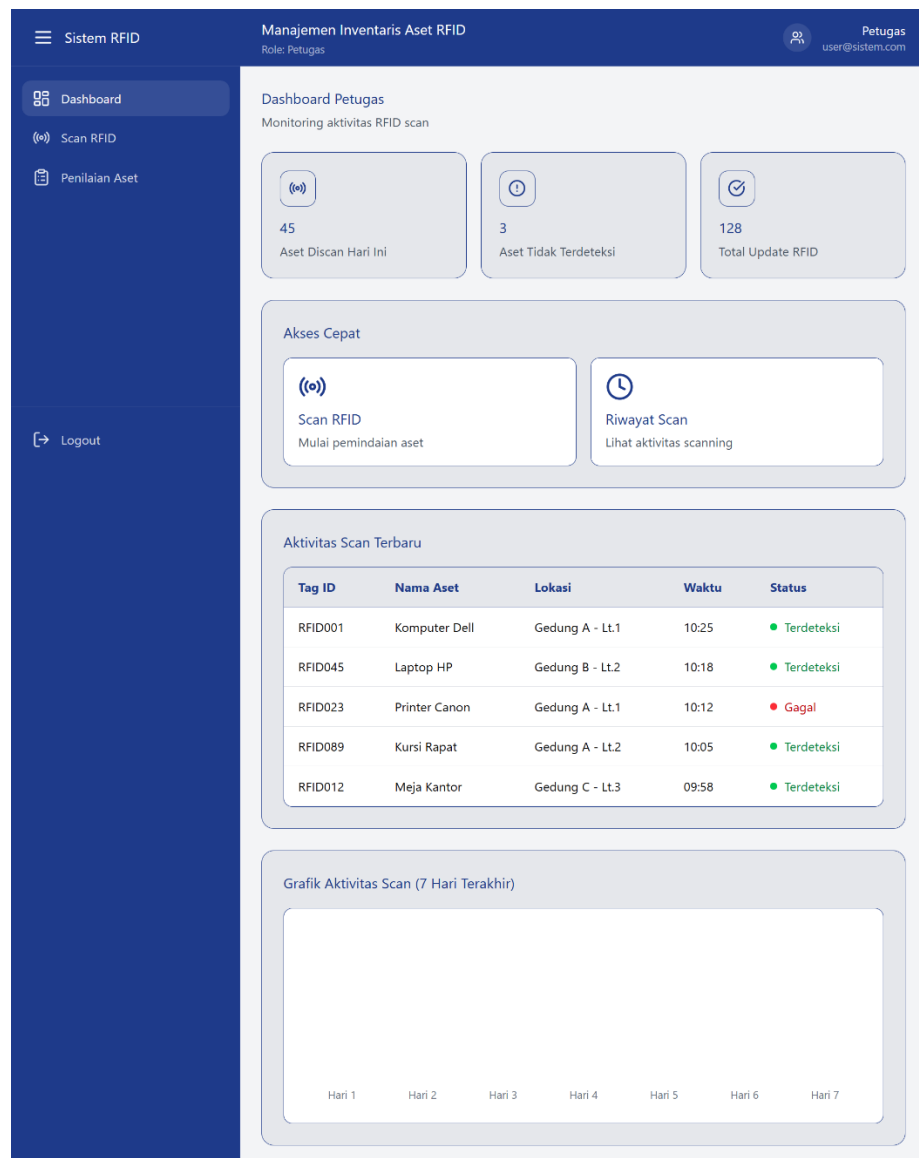 Sistem RFID
Manajemen Inventaris Aset RFID
Role: Petugas
Petugas
user@sistem.com
Dashboard
Scan RFID
Penilaian Aset
Logout
Dashboard Petugas
Monitoring aktivitas RFID scan
45
Aset Discan Hari Ini
3
Aset Tidak Terdeteksi
128
Total Update RFID
Akses Cepat
Scan RFID
Mulai pemindaian aset
Riwayat Scan
Lihat aktivitas scanning
Aktivitas Scan Terbaru
Tag ID Nama Aset Lokasi Waktu Status
RFID001 Komputer Dell Gedung A - Lt.1 10:25 Terdeteksi
RFID045 Laptop HP Gedung B - Lt.2 10:18 Terdeteksi
RFID023 Printer Canon Gedung A - Lt.1 10:12 Gagal
RFID089 Kursi Rapat Gedung A - Lt.2 10:05 Terdeteksi
RFID012 Meja Kantor Gedung C - Lt.3 09:58 Terdeteksi
Grafik Aktivitas Scan (7 Hari Terakhir)
Hari 1 Hari 2 Hari 3 Hari 4 Hari 5 Hari 6 Hari 7